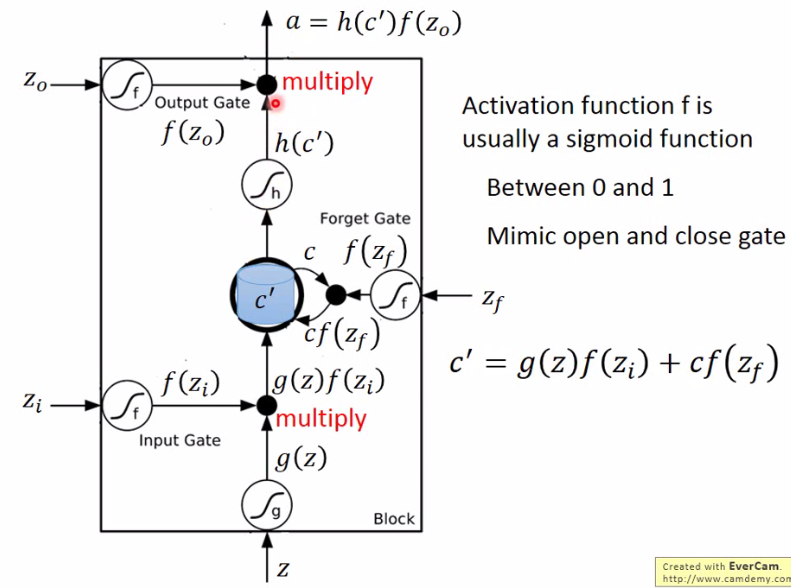 a = h(c′)f(z_o)
z_o
f
multiply
Output Gate
f(z_o)
h(c′)
h
Activation function f is
usually a sigmoid function
Between 0 and 1
Mimic open and close gate
Forget Gate
c
f(z_f)
c′
f
z_f
cf(z_f)
c′ = g(z)f(z_i) + cf(z_f)
f(z_i)
g(z)f(z_i)
z_i
f
multiply
Input Gate
g(z)
g
Block
z
Created with EverCam.
http://www.camdemy.com